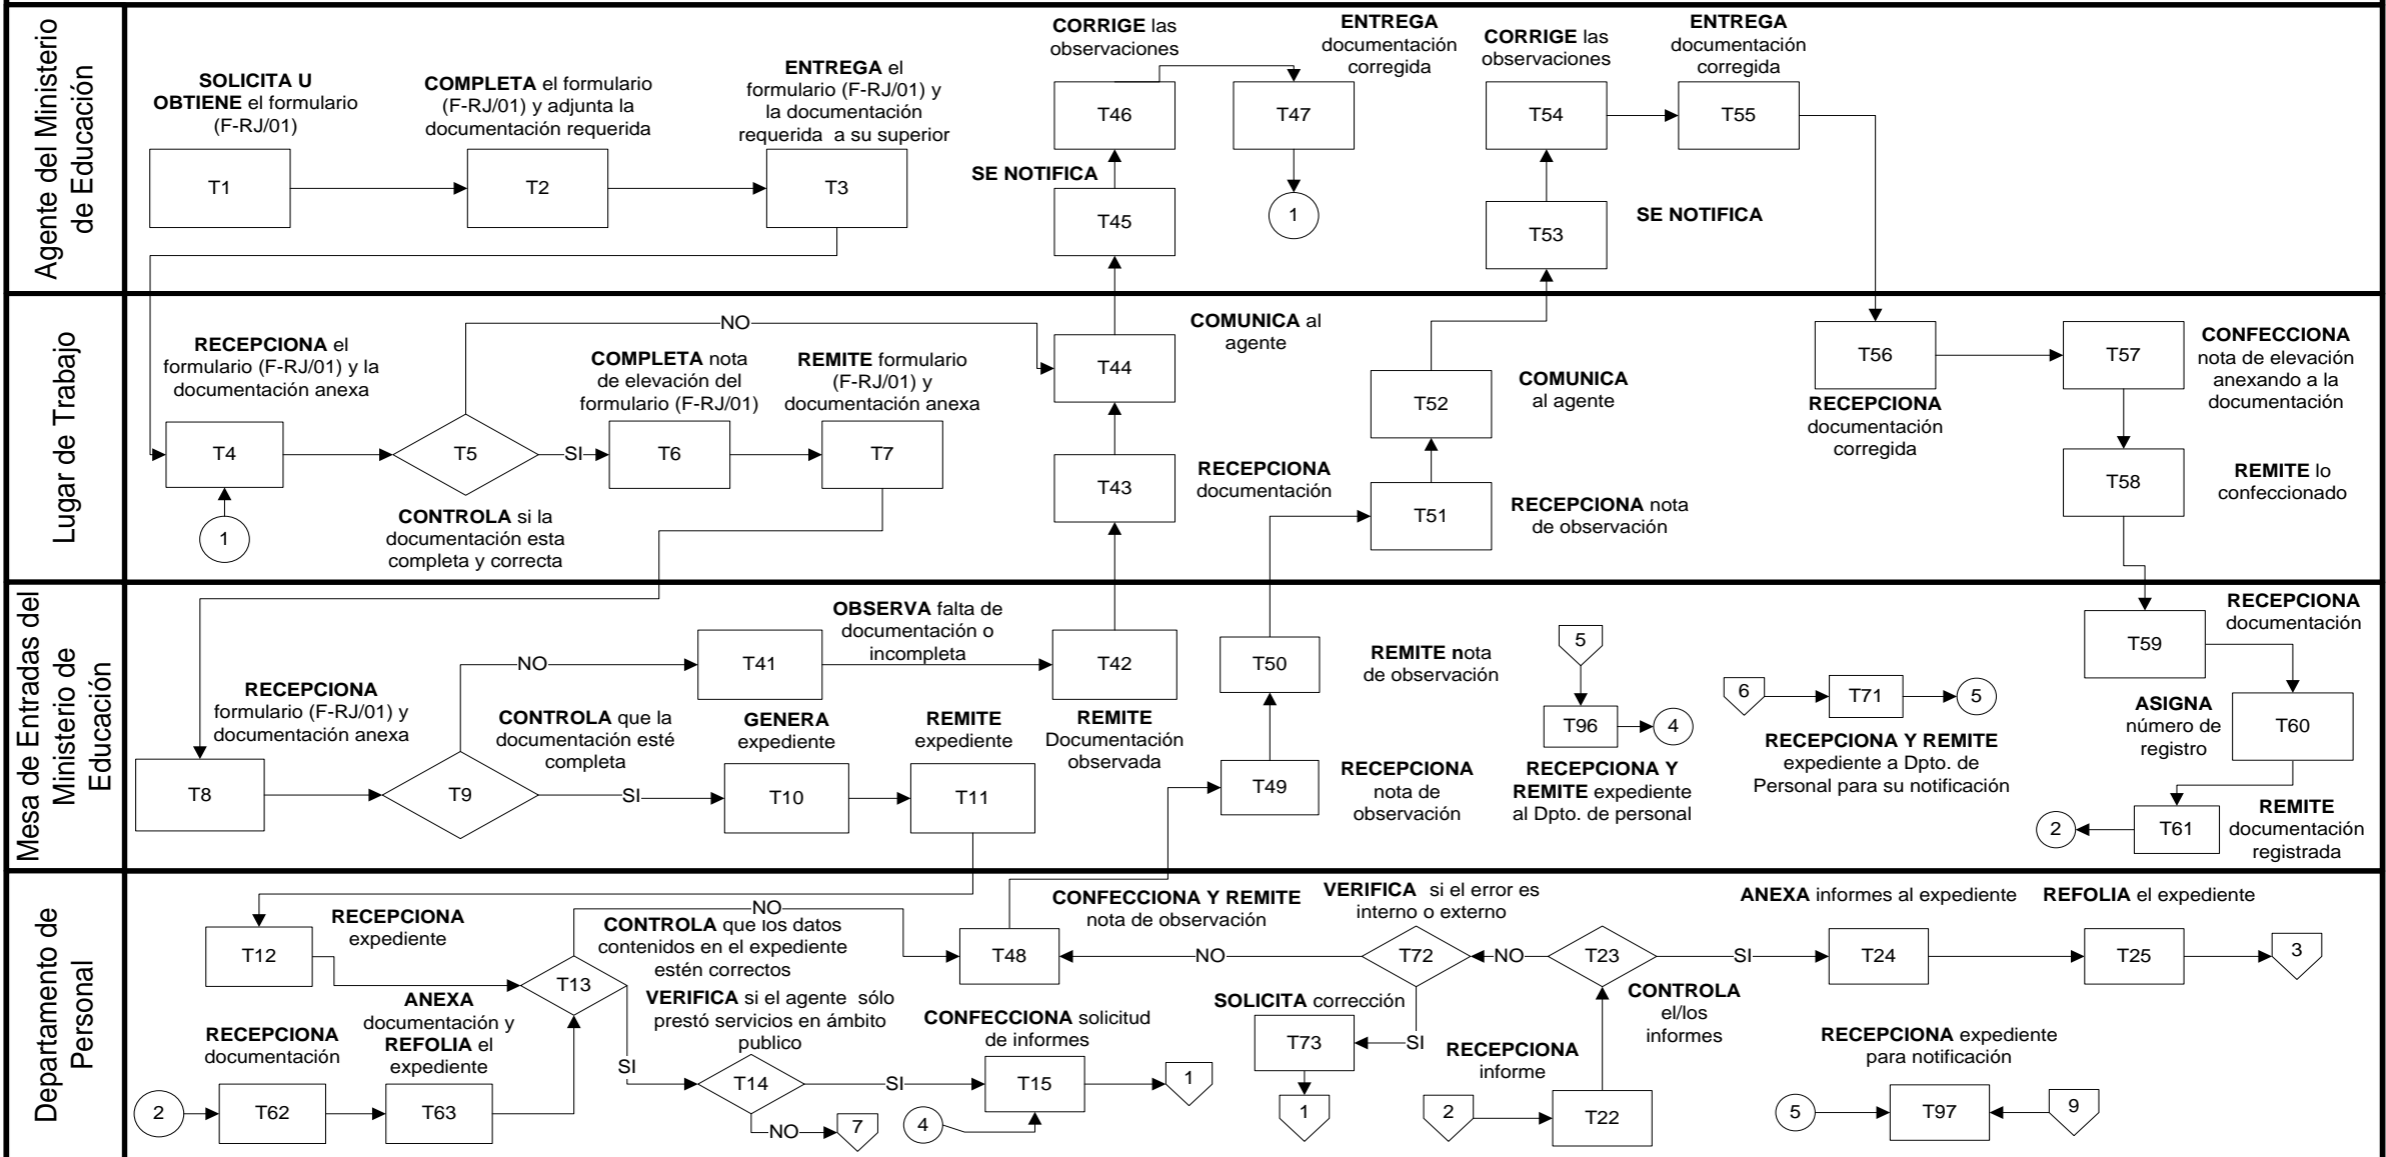 Agente del Ministerio
de Educación
SOLICITA U
OBTIENE el formulario
(F-RJ/01)
T1
COMPLETA el formulario
(F-RJ/01) y adjunta la
documentación requerida
T2
ENTREGA el
formulario (F-RJ/01) y
la documentación
requerida a su superior
T3
CORRIGE las
observaciones
T46
SE NOTIFICA
T45
ENTREGA
documentación
corregida
T47
1
CORRIGE las
observaciones
T54
ENTREGA
documentación
corregida
T55
SE NOTIFICA
T53
Lugar de Trabajo
RECEPCIONA el
formulario (F-RJ/01) y la
documentación anexa
T4
1
NO
T5
SI
CONTROLA si la
documentación esta
completa y correcta
COMPLETA nota
de elevación del
formulario (F-RJ/01)
T6
REMITE formulario
(F-RJ/01) y
documentación anexa
T7
COMUNICA al
agente
T44
T43
RECEPCIONA
documentación
COMUNICA
al agente
T52
T51
RECEPCIONA nota
de observación
T56
RECEPCIONA
documentación
corregida
T57
CONFECCIONA
nota de elevación
anexando a la
documentación
T58
REMITE lo
confeccionado
Mesa de Entradas del
Ministerio de
Educación
RECEPCIONA
formulario (F-RJ/01) y
documentación anexa
T8
NO
T9
SI
CONTROLA que la
documentación esté
completa
T41
OBSERVA falta de
documentación o
incompleta
T42
REMITE
Documentación
observada
GENERA
expediente
T10
REMITE
expediente
T11
T50
REMITE nota
de observación
T49
RECEPCIONA
nota de
observación
5
T96
4
RECEPCIONA Y
REMITE expediente
al Dpto. de personal
6
T71
5
RECEPCIONA Y REMITE
expediente a Dpto. de
Personal para su notificación
T59
RECEPCIONA
documentación
ASIGNA
número de
registro
T60
2
T61
REMITE
documentación
registrada
Departamento de
Personal
RECEPCIONA
expediente
T12
NO
T13
SI
CONTROLA que los datos
contenidos en el expediente
estén correctos
RECEPCIONA
documentación
2
T62
ANEXA
documentación y
REFOLIA el
expediente
T63
VERIFICA si el agente sólo
prestó servicios en ámbito
publico
T14
SI
NO
7
CONFECCIONA Y REMITE
nota de observación
T48
NO
CONFECCIONA solicitud
de informes
T15
1
4
VERIFICA si el error es
interno o externo
T72
NO
SI
SOLICITA corrección
T73
1
T23
SI
CONTROLA
el/los
informes
RECEPCIONA
informe
2
T22
ANEXA informes al expediente
T24
REFOLIA el expediente
T25
3
RECEPCIONA expediente
para notificación
5
T97
9